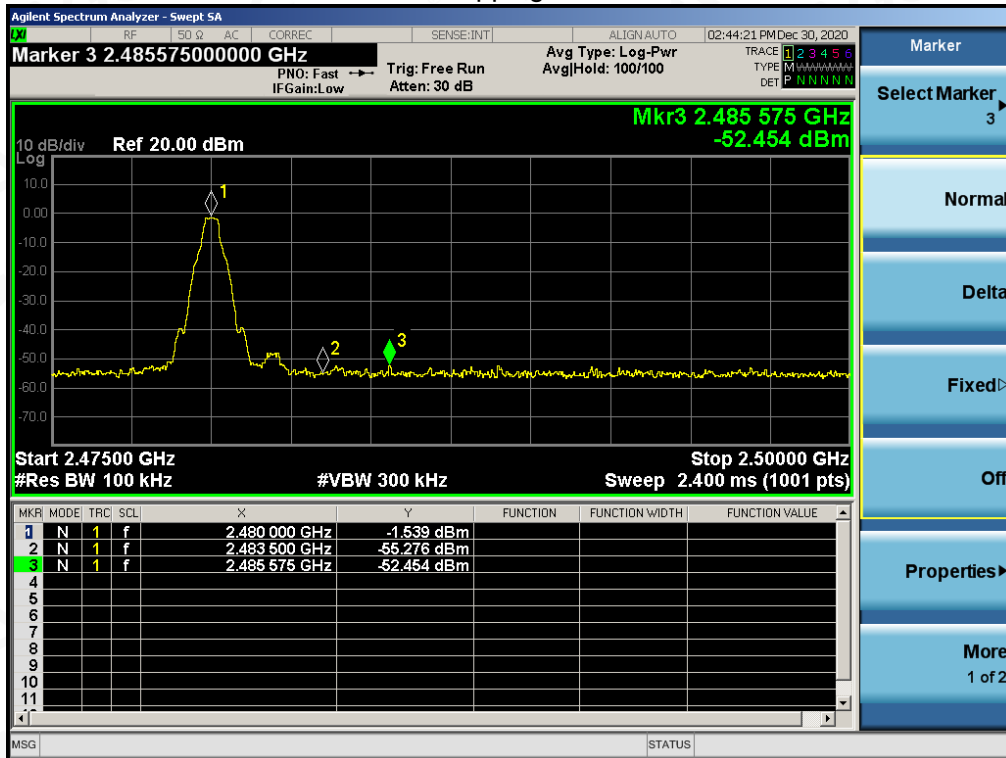 Agilent Spectrum Analyzer - Swept SA
LXI RF 50 Ω AC CORREC SENSE:INT ALIGN AUTO 02:44:21 PM Dec 30, 2020
Marker 3 2.485575000000 GHz
PNO: Fast
IFGain:Low
Trig: Free Run
Atten: 30 dB
Avg Type: Log-Pwr
Avg|Hold: 100/100
TRACE 1 2 3 4 5 6
TYPE M WWWWW
DET P N N N N N
Mkr3 2.485 575 GHz
-52.454 dBm
10 dB/div Ref 20.00 dBm
Log
10.0
0.00
-10.0
-20.0
-30.0
-40.0
-50.0
-60.0
-70.0
1
2
3
Start 2.47500 GHz Stop 2.50000 GHz
#Res BW 100 kHz #VBW 300 kHz Sweep 2.400 ms (1001 pts)
MKR MODE TRC SCL X Y FUNCTION FUNCTION WIDTH FUNCTION VALUE
1 N 1 f 2.480 000 GHz -1.539 dBm
2 N 1 f 2.483 500 GHz -55.276 dBm
3 N 1 f 2.485 575 GHz -52.454 dBm
4
5
6
7
8
9
10
11
MSG STATUS
Marker
Select Marker
3
Normal
Delta
Fixed
Off
Properties
More
1 of 2